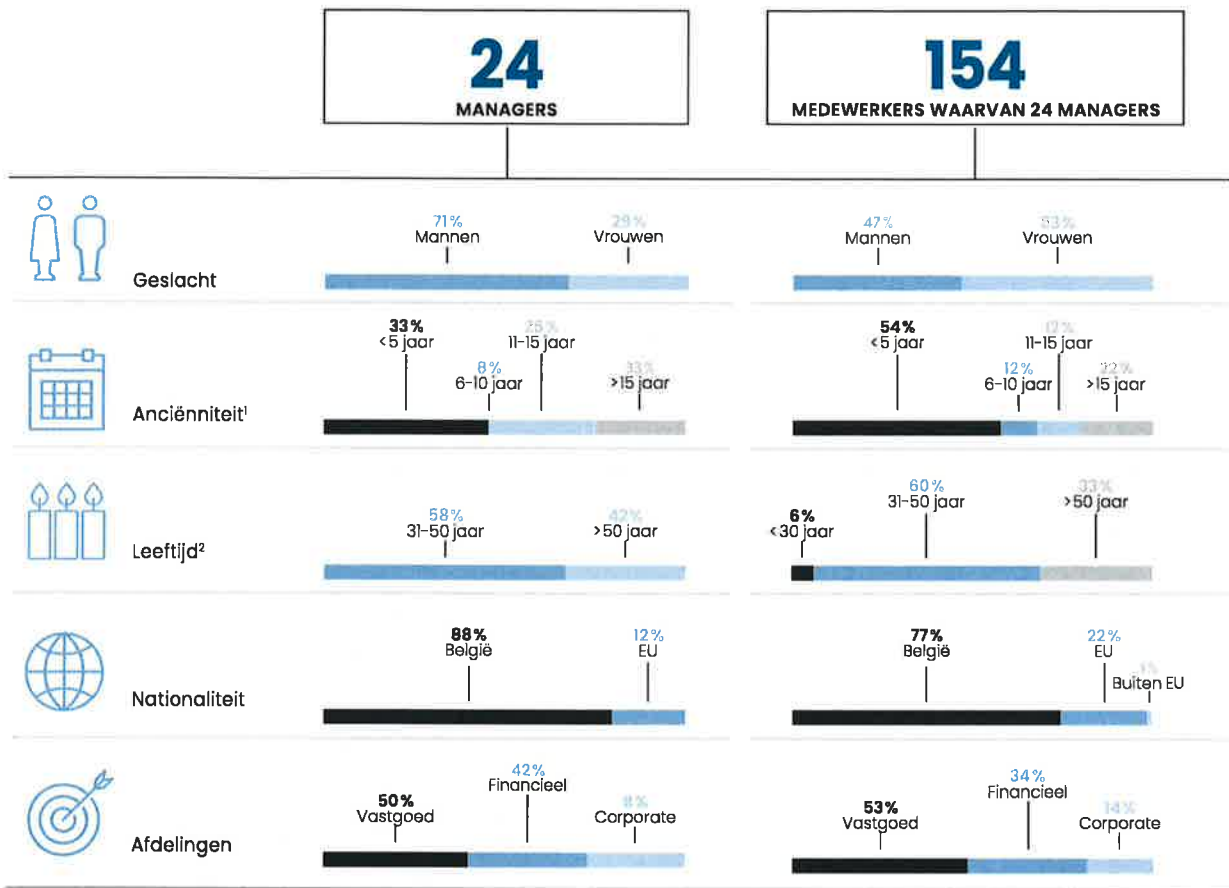 24
MANAGERS
154
MEDEWERKERS WAARVAN 24 MANAGERS
Geslacht
71%
Mannen
29%
Vrouwen
47%
Mannen
53%
Vrouwen
Anciënniteit¹
33%
<5 jaar
8%
6-10 jaar
11-15 jaar
33%
>15 jaar
54%
<5 jaar
12%
6-10 jaar
12%
11-15 jaar
22%
>15 jaar
Leeftijd²
58%
31-50 jaar
42%
>50 jaar
6%
<30 jaar
60%
31-50 jaar
33%
>50 jaar
Nationaliteit
88%
België
12%
EU
77%
België
22%
EU
1%
Buiten EU
Afdelingen
50%
Vastgoed
42%
Financieel
8%
Corporate
53%
Vastgoed
34%
Financieel
14%
Corporate